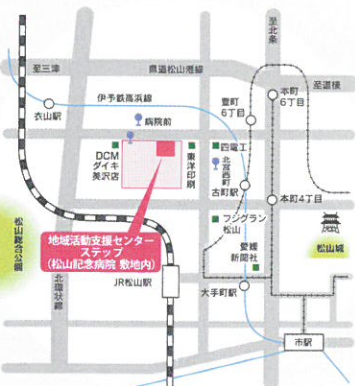 至北条
至三津
県道松山港線
至道後
伊予鉄高浜線
本町
6丁目
衣山駅
病院前
萱町
6丁目
DCM
ダイキ
美沢店
東洋印刷
四電工
北宮西町
古町駅
本町4丁目
フジグラン
松山
松山城
愛媛
新聞社
地域活動支援センター
ステップ
(松山記念病院 敷地内)
松山総合公園
北環状線
JR松山駅
大手町駅
市駅